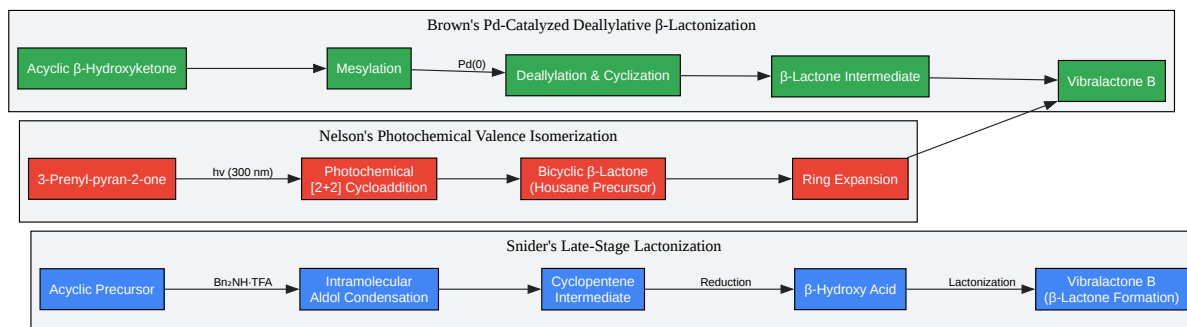 Brown's Pd-Catalyzed Deallylative β-Lactonization
Acyclic β-Hydroxyketone
Mesylation
Pd(0)
Deallylation & Cyclization
β-Lactone Intermediate
Vibralactone B
Nelson's Photochemical Valence Isomerization
3-Prenyl-pyran-2-one
hv (300 nm)
Photochemical
[2+2] Cycloaddition
Bicyclic β-Lactone
(Housane Precursor)
Ring Expansion
Snider's Late-Stage Lactonization
Acyclic Precursor
Bn₂NH·TFA
Intramolecular
Aldol Condensation
Cyclopentene
Intermediate
Reduction
β-Hydroxy Acid
Lactonization
Vibralactone B
(β-Lactone Formation)